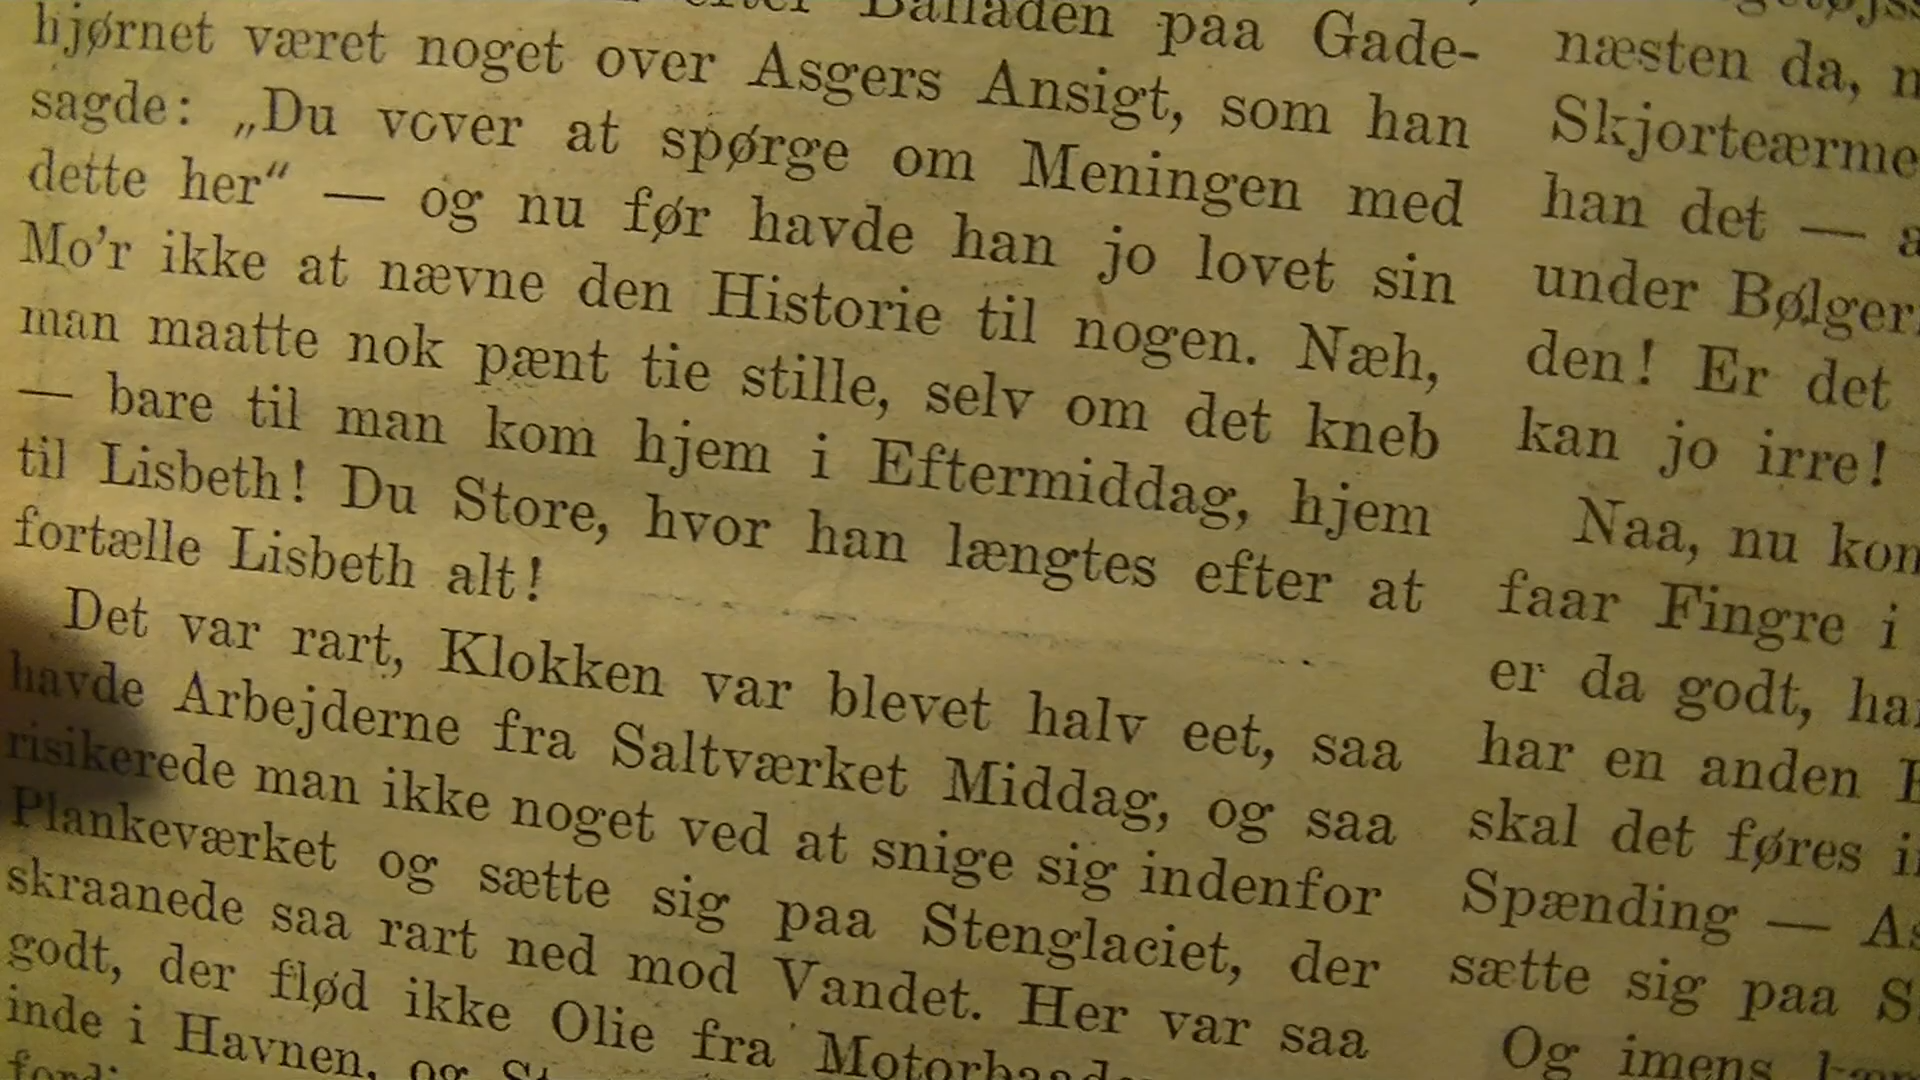 efter Balladen paa Gade-
hjørnet været noget over Asgers Ansigt, som han
sagde: „Du vover at spørge om Meningen med
dette her“ — og nu før havde han jo lovet sin
Mo’r ikke at nævne den Historie til nogen. Næh,
man maatte nok pænt tie stille, selv om det kneb
— bare til man kom hjem i Eftermiddag, hjem
til Lisbeth! Du Store, hvor han længtes efter at
fortælle Lisbeth alt!
Det var rart, Klokken var blevet halv eet, saa
havde Arbejderne fra Saltværket Middag, og saa
risikerede man ikke noget ved at snige sig indenfor
Plankeværket og sætte sig paa Stenglaciet, der
skraanede saa rart ned mod Vandet. Her var saa
godt, der flød ikke Olie fra
inde i Havnen, og
næsten da,
Skjorteærme
han det —
under Bølger
den! Er det
kan jo irre!
Naa, nu
faar Fingre i
er da godt,
har en anden
skal det føres
Spænding —
sætte sig paa
Og imens